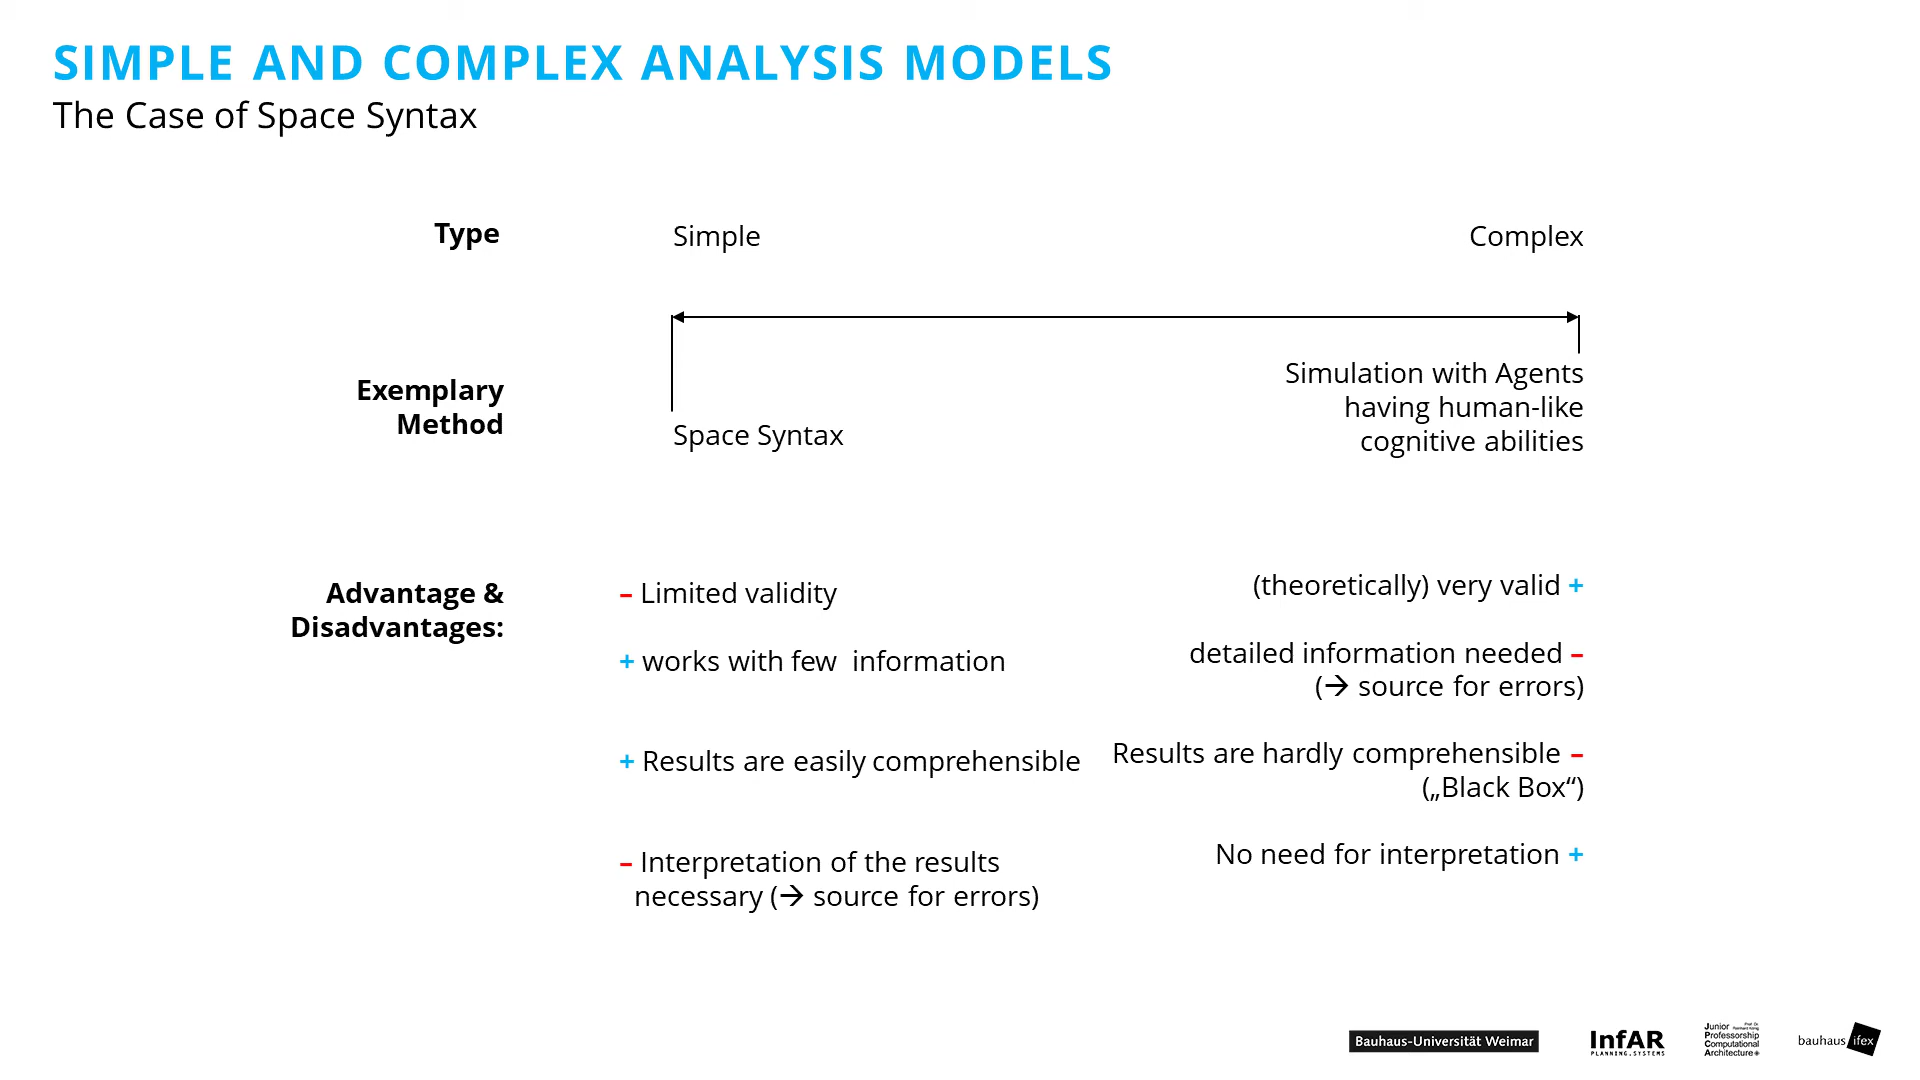 SIMPLE AND COMPLEX ANALYSIS MODELS
The Case of Space Syntax
Type
Simple
Complex
Exemplary
Method
Space Syntax
Simulation with Agents
having human-like
cognitive abilities
Advantage &
Disadvantages:
– Limited validity
+ works with few  information
+ Results are easily comprehensible
– Interpretation of the results
necessary (→ source for errors)
(theoretically) very valid +
detailed information needed –
(→ source for errors)
Results are hardly comprehensible –
(„Black Box“)
No need for interpretation +
Bauhaus-Universität Weimar
InfAR
PLANNING.SYSTEMS
Junior
Professorship
Computational
Architecture
bauhaus ifex